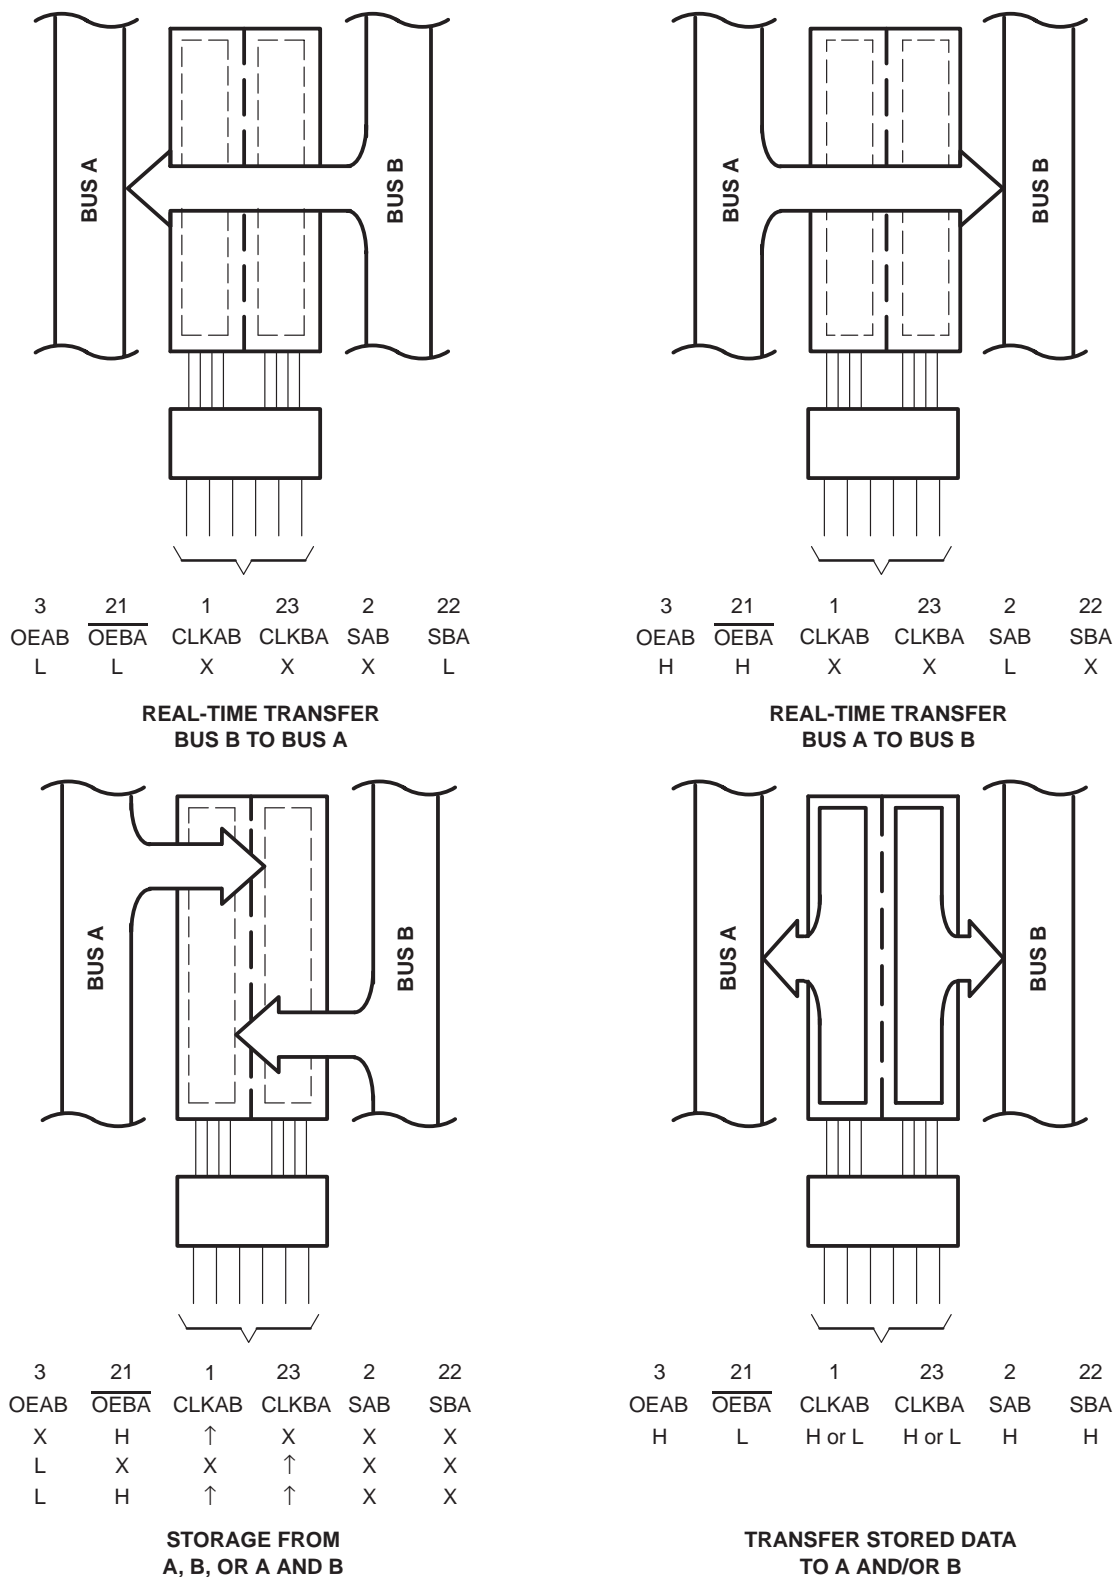 BUS A
BUS B
3 21 1 23 2 22
OEAB OEBA CLKAB CLKBA SAB SBA
L L X X X L
REAL-TIME TRANSFER
BUS B TO BUS A
BUS A
BUS B
3 21 1 23 2 22
OEAB OEBA CLKAB CLKBA SAB SBA
H H X X L X
REAL-TIME TRANSFER
BUS A TO BUS B
BUS A
BUS B
3 21 1 23 2 22
OEAB OEBA CLKAB CLKBA SAB SBA
X H ↑ X X X
L X X ↑ X X
L H ↑ ↑ X X
STORAGE FROM
A, B, OR A AND B
BUS A
BUS B
3 21 1 23 2 22
OEAB OEBA CLKAB CLKBA SAB SBA
H L H or L H or L H H
TRANSFER STORED DATA
TO A AND/OR B